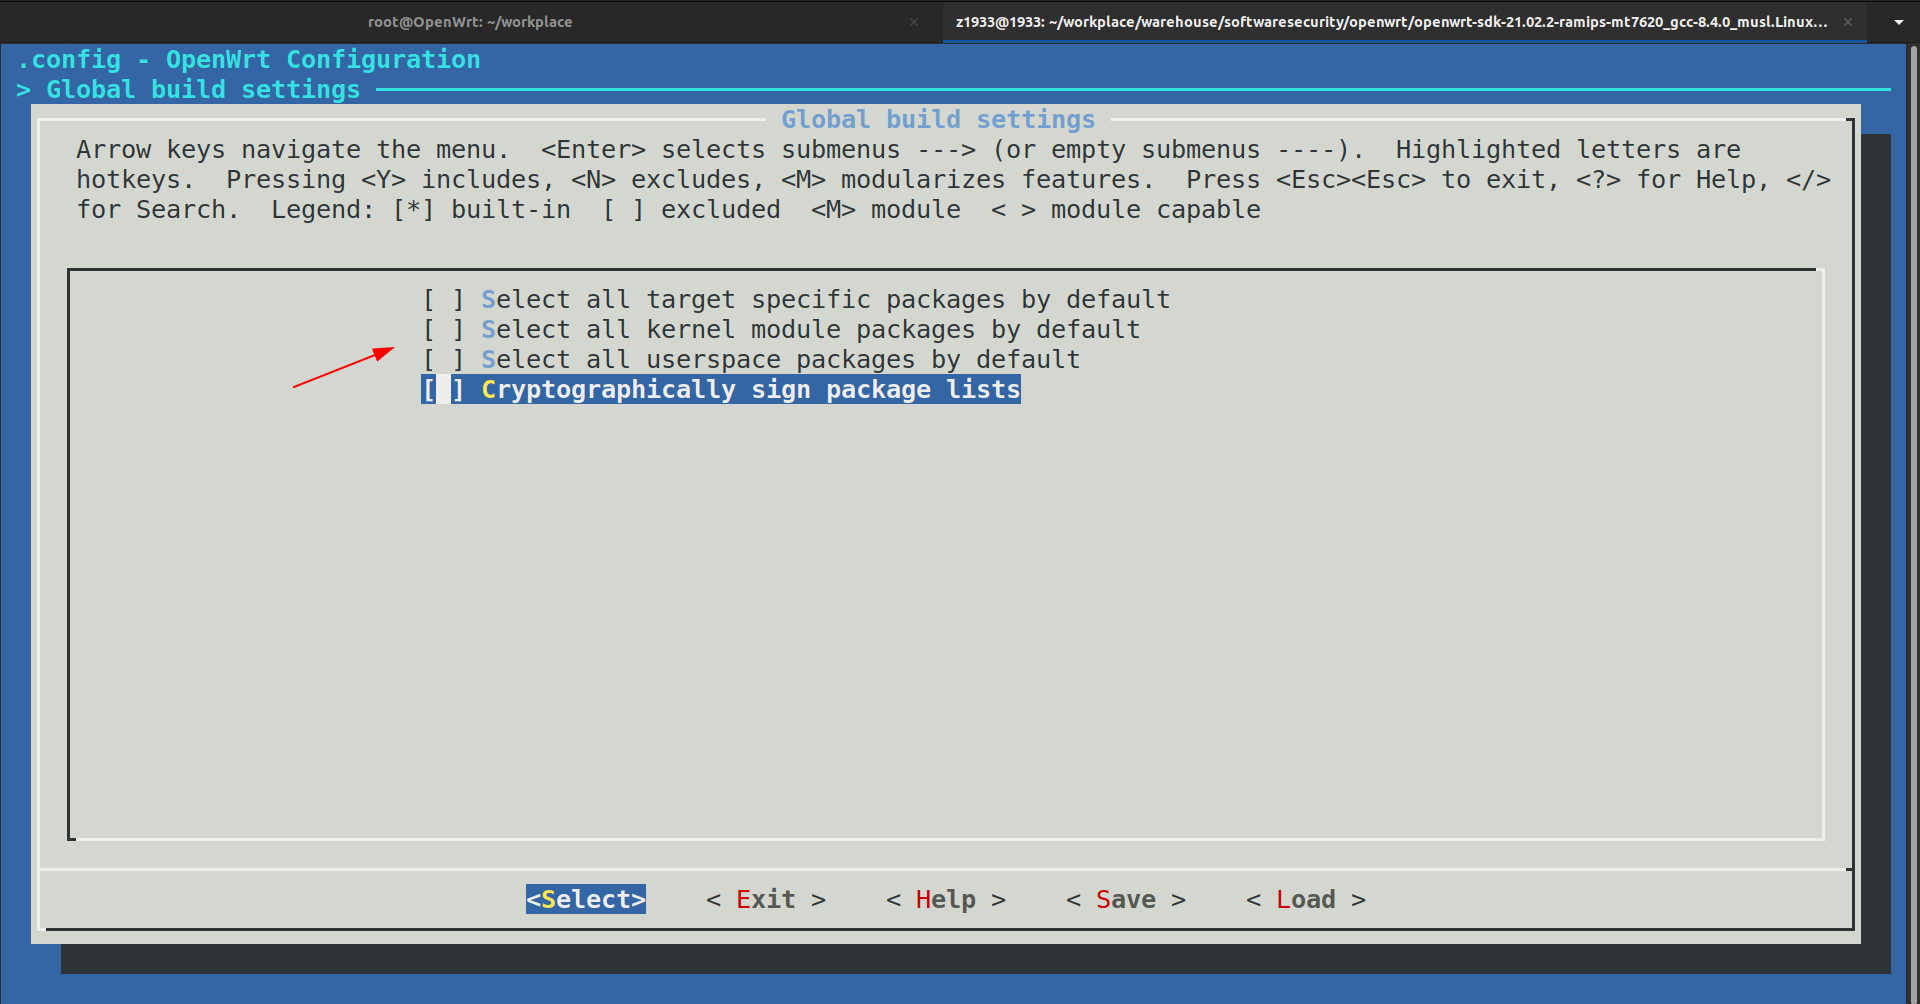 root@OpenWrt: ~/workplace
z1933@1933: ~/workplace/warehouse/softwaresecurity/openwrt/openwrt-sdk-21.02.2-ramips-mt7620_gcc-8.4.0_musl.Linux...
.config - OpenWrt Configuration
> Global build settings
Global build settings
Arrow keys navigate the menu.  <Enter> selects submenus ---> (or empty submenus ----).  Highlighted letters are
hotkeys.  Pressing <Y> includes, <N> excludes, <M> modularizes features.  Press <Esc><Esc> to exit, <?> for Help, </>
for Search.  Legend: [*] built-in  [ ] excluded  <M> module  < > module capable
[ ] Select all target specific packages by default
[ ] Select all kernel module packages by default
[ ] Select all userspace packages by default
[ ] Cryptographically sign package lists
<Select>    < Exit >    < Help >    < Save >    < Load >